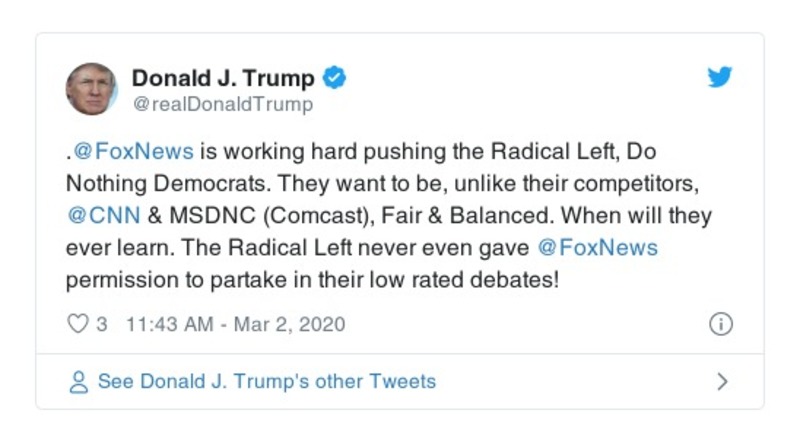 Donald J. Trump
@realDonaldTrump
.@FoxNews is working hard pushing the Radical Left, Do
Nothing Democrats. They want to be, unlike their competitors,
@CNN & MSDNC (Comcast), Fair & Balanced. When will they
ever learn. The Radical Left never even gave @FoxNews
permission to partake in their low rated debates!
3 11:43 AM - Mar 2, 2020
See Donald J. Trump's other Tweets